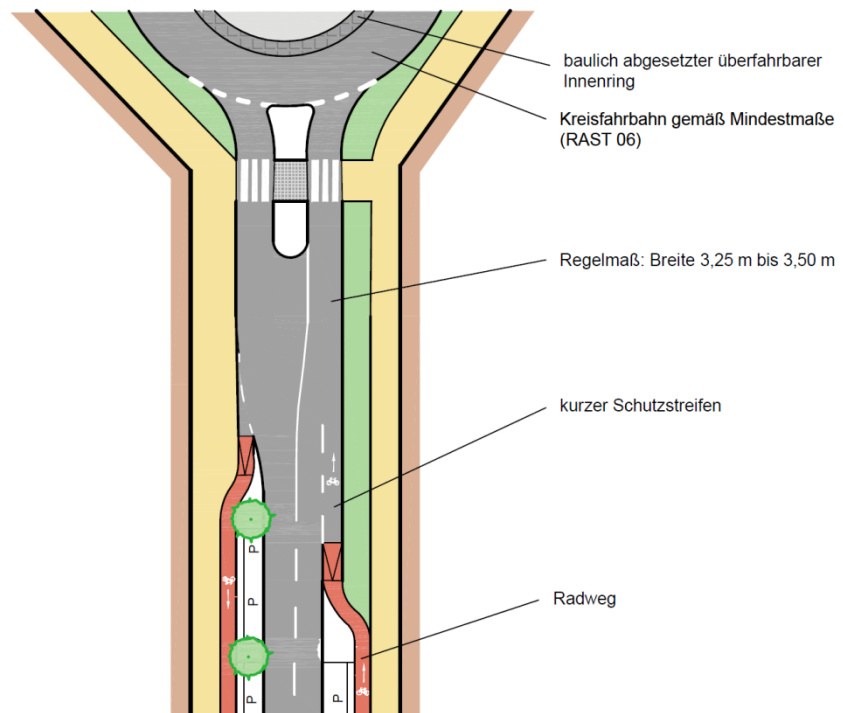 baulich abgesetzter überfahrbarer
Innenring
Kreisfahrbahn gemäß Mindestmaße
(RAST 06)
Regelmaß: Breite 3,25 m bis 3,50 m
kurzer Schutzstreifen
P
P
Radweg
P
P